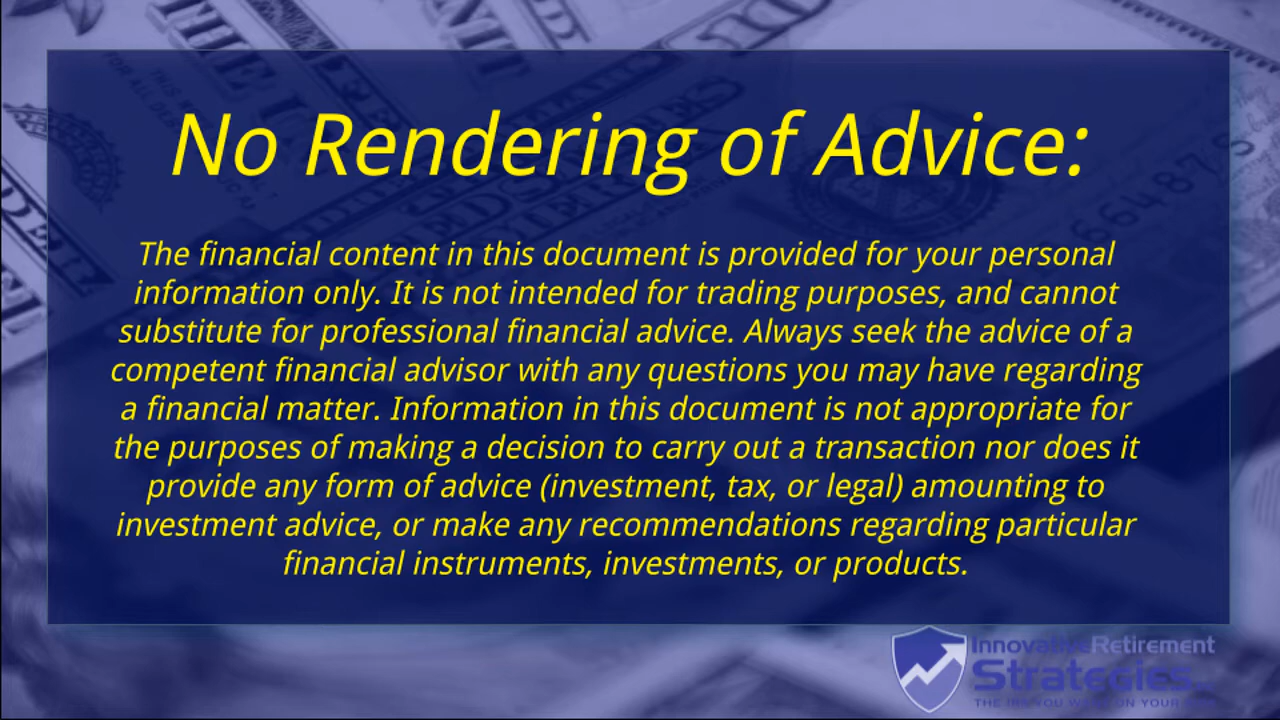 No Rendering of Advice:
The financial content in this document is provided for your personal
information only. It is not intended for trading purposes, and cannot
substitute for professional financial advice. Always seek the advice of a
competent financial advisor with any questions you may have regarding
a financial matter. Information in this document is not appropriate for
the purposes of making a decision to carry out a transaction nor does it
provide any form of advice (investment, tax, or legal) amounting to
investment advice, or make any recommendations regarding particular
financial instruments, investments, or products.
Innovative Retirement
Strategies
THE IRA YOU ON YOUR